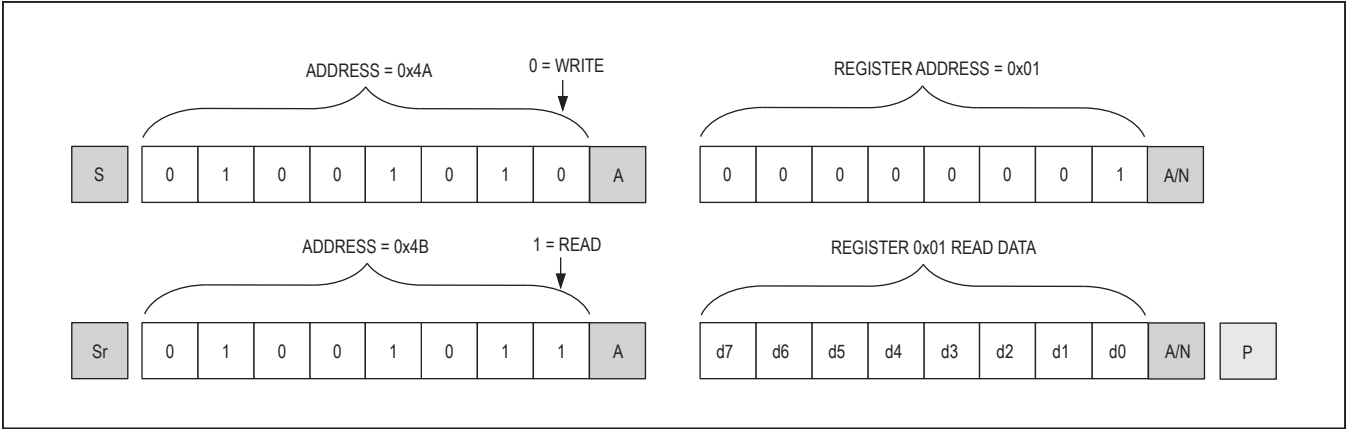 ADDRESS = 0x4A 0 = WRITE REGISTER ADDRESS = 0x01
S 0 1 0 0 1 0 1 0 A 0 0 0 0 0 0 0 1 A/N
ADDRESS = 0x4B 1 = READ REGISTER 0x01 READ DATA
Sr 0 1 0 0 1 0 1 1 A d7 d6 d5 d4 d3 d2 d1 d0 A/N P